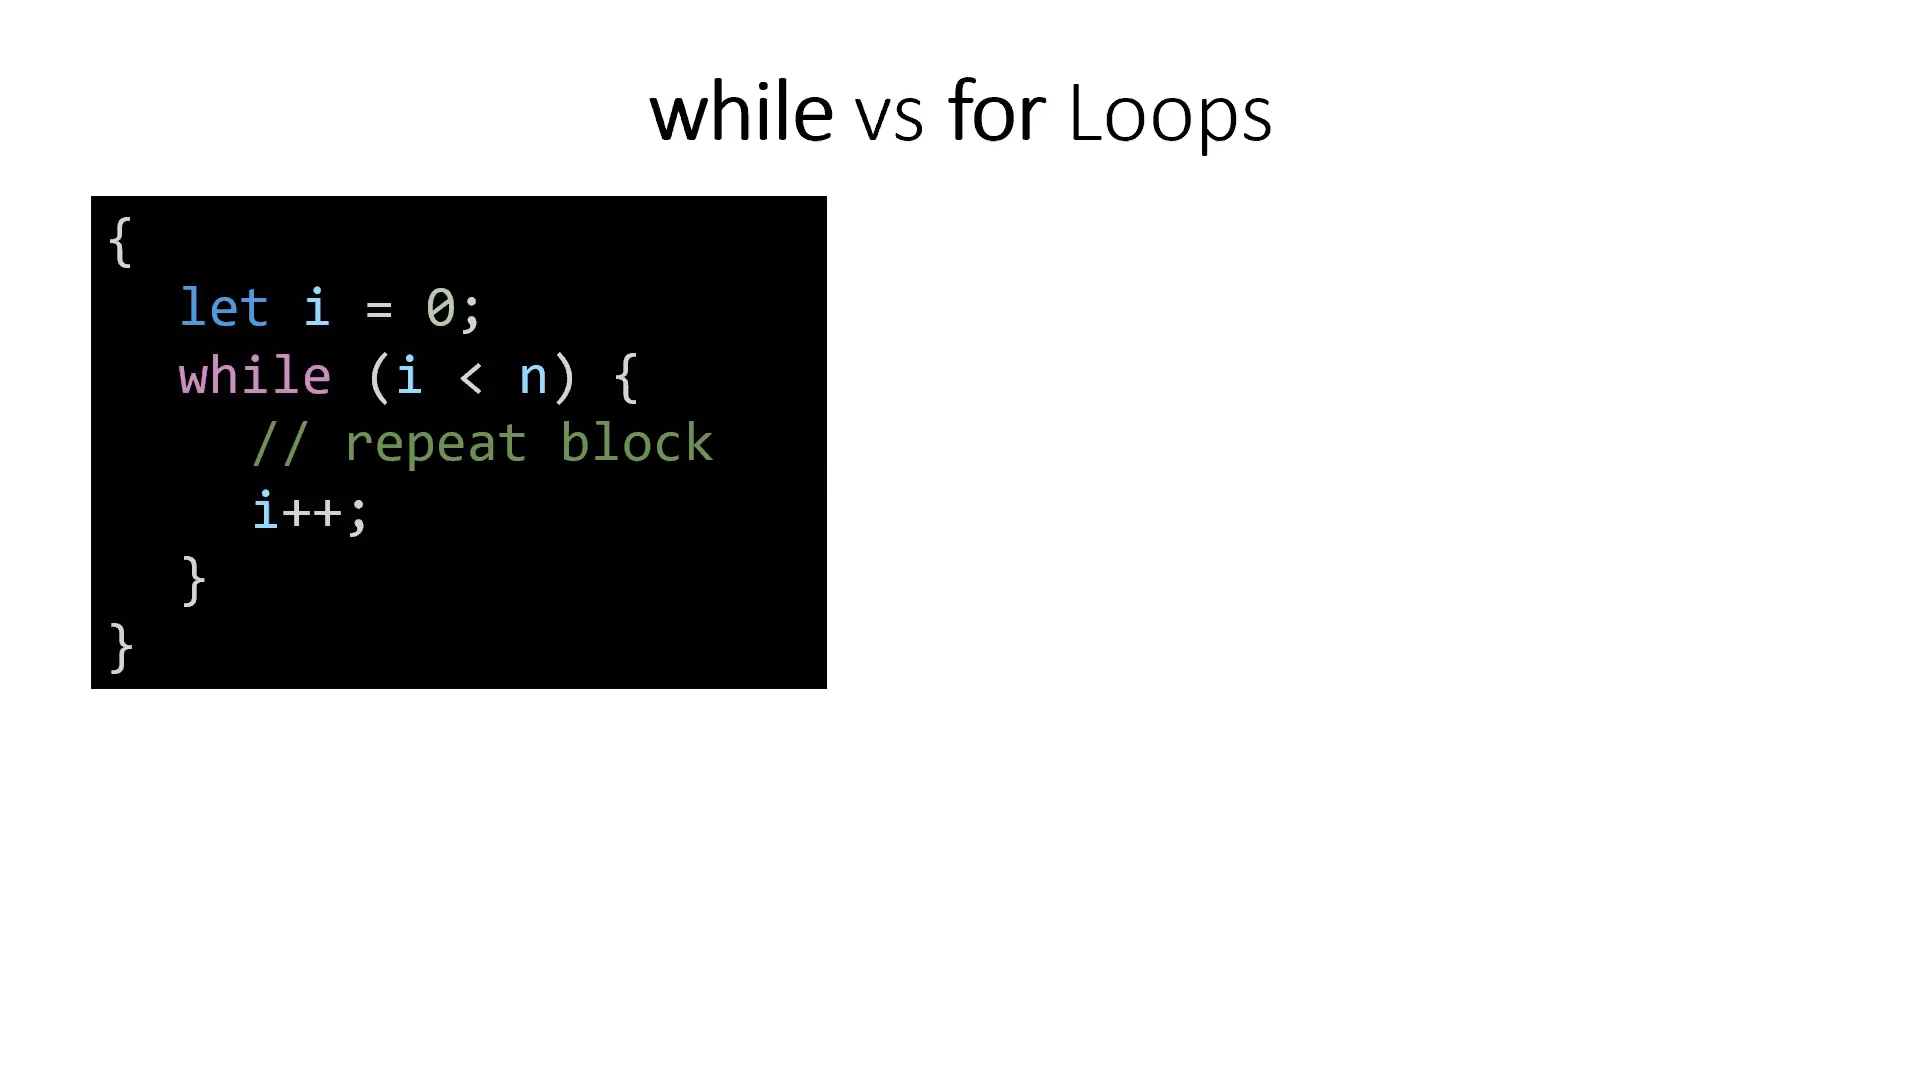 while vs for Loops
{
let i = 0;
while (i < n) {
// repeat block
i++;
}
}